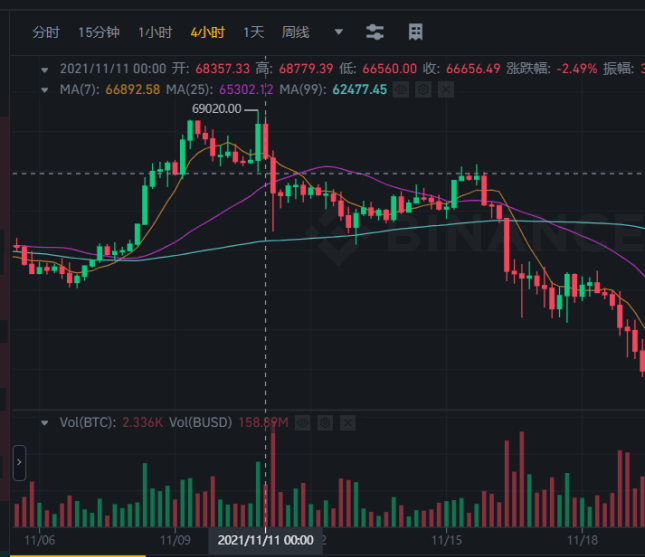 分时 15分钟 1小时 4小时 1天 周线
2021/11/11 00:00 开: 68357.33 高: 68779.39 低: 66560.00 收: 66656.49 涨跌幅: -2.49% 振幅:
MA(7): 66892.58 MA(25): 65302.12 MA(99): 62477.45
69020.00
BINANCE
Vol(BTC): 2.336K Vol(BUSD) 158.89M
11/06 11/09 2021/11/11 00:00 11/15 11/18